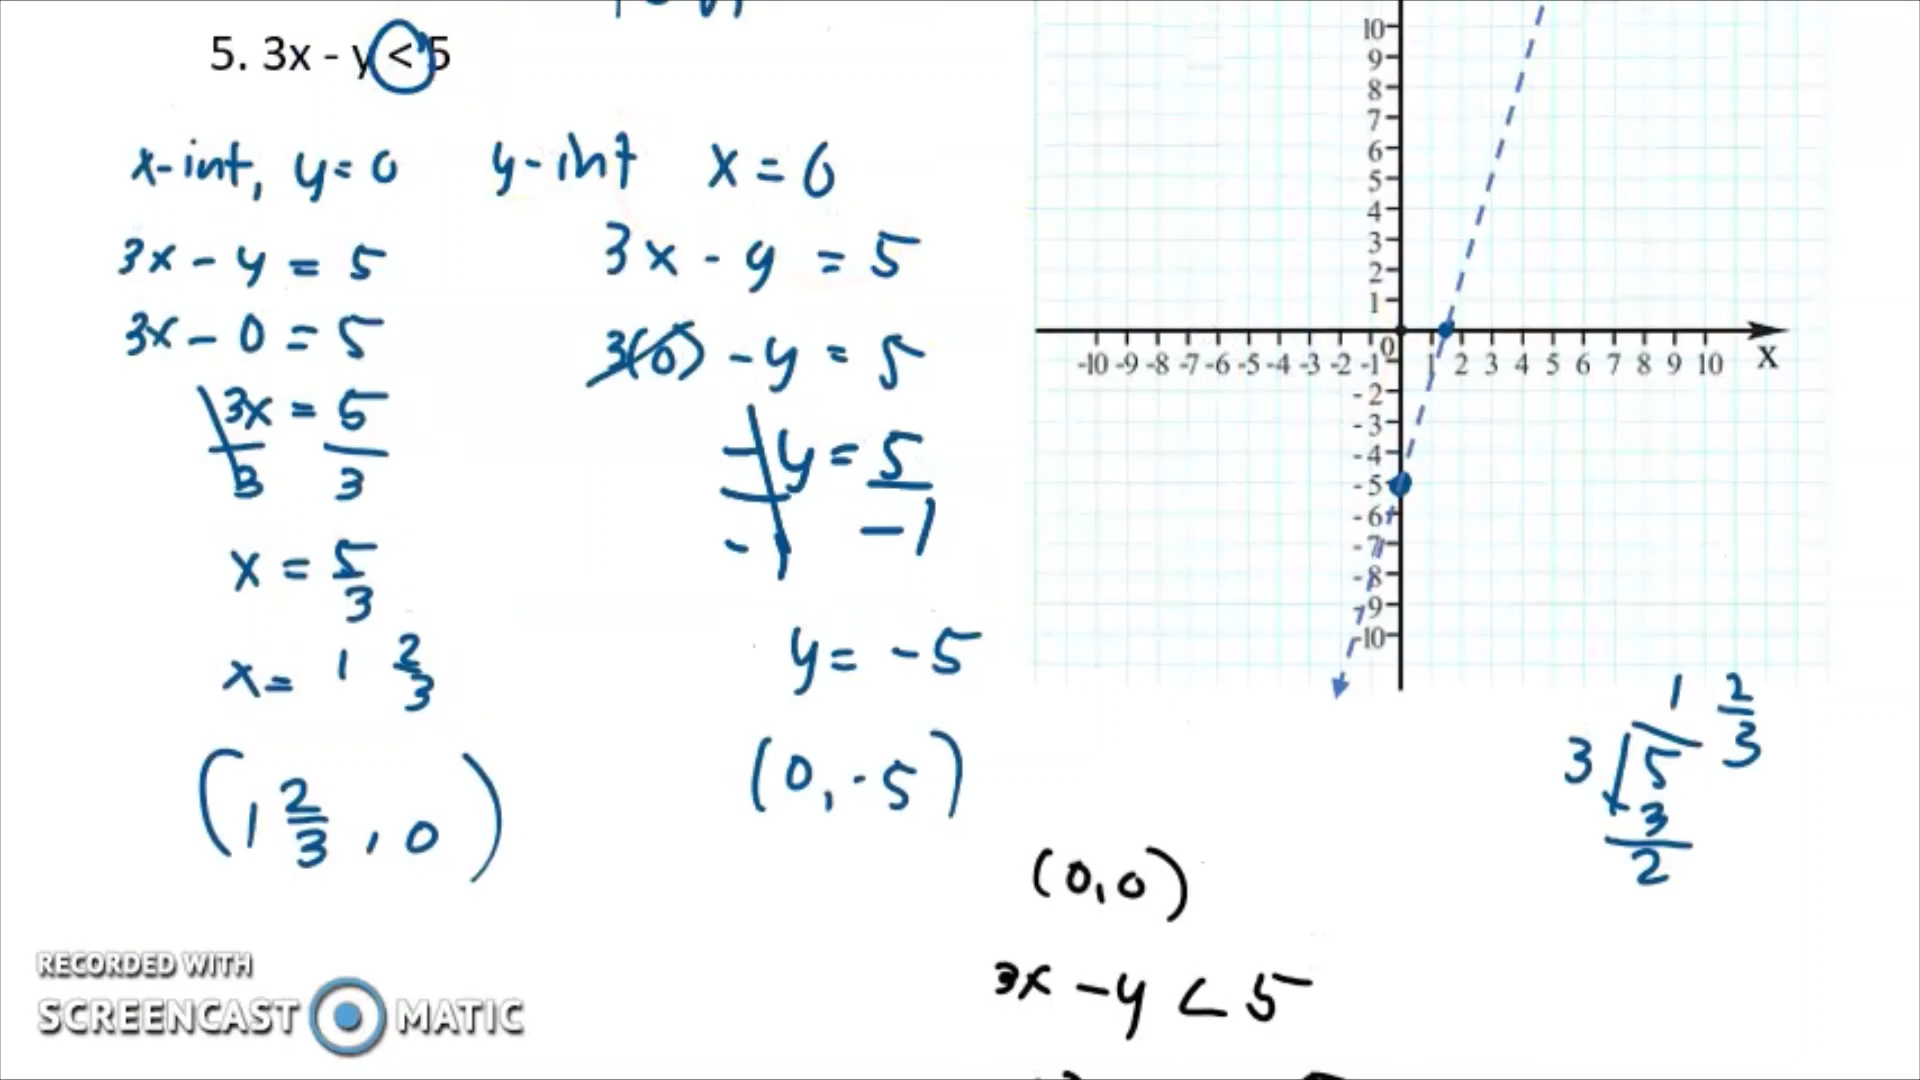 5. 3x - y < 5
x-int, y=0 y-int x = 0
3x - y = 5 3x - y = 5
3x - 0 = 5 3(0) - y = 5
3x = 5 -y = 5
3 3 -1 -1
x = 5/3 y = -5
x = 1 2/3
(1 2/3, 0) (0, -5)
10
9
8
7
6
5
4
3
2
1
-10 -9 -8 -7 -6 -5 -4 -3 -2 -1 0 1 2 3 4 5 6 7 8 9 10 X
-2
-3
-4
-5
-6
-7
-8
-9
-10
1 2/3
3 √5
3
2
(0,0)
3x - y < 5
RECORDED WITH
SCREENCAST MATIC